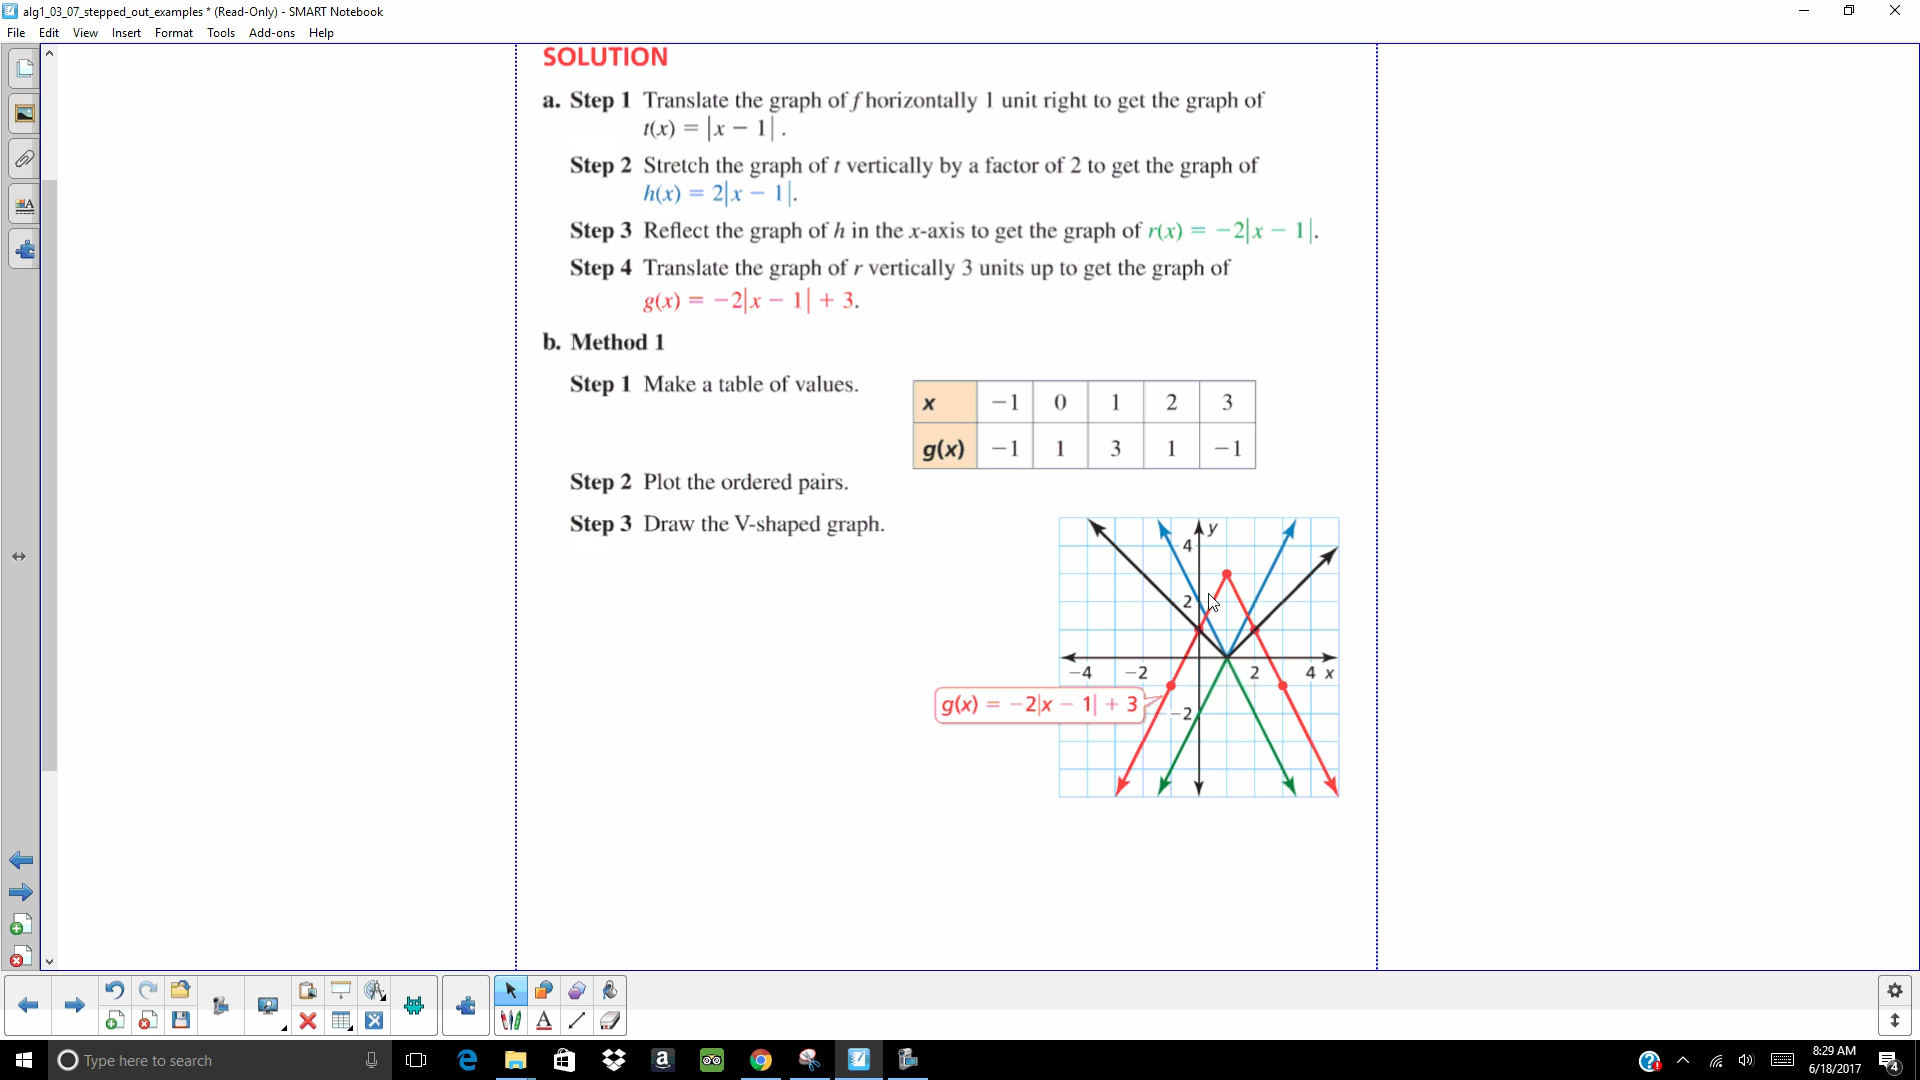 alg1_03_07_stepped_out_examples * (Read-Only) - SMART Notebook
File Edit View Insert Format Tools Add-ons Help
SOLUTION
a. Step 1 Translate the graph of f horizontally 1 unit right to get the graph of
t(x) = |x − 1|.
Step 2 Stretch the graph of t vertically by a factor of 2 to get the graph of
h(x) = 2|x − 1|.
Step 3 Reflect the graph of h in the x-axis to get the graph of r(x) = −2|x − 1|.
Step 4 Translate the graph of r vertically 3 units up to get the graph of
g(x) = −2|x − 1| + 3.
b. Method 1
Step 1 Make a table of values.
x −1 0 1 2 3
g(x) −1 1 3 1 −1
Step 2 Plot the ordered pairs.
Step 3 Draw the V-shaped graph.
y
4
2
−4 −2 2 4 x
g(x) = −2|x − 1| + 3
−2
Type here to search
8:29 AM
6/18/2017
4